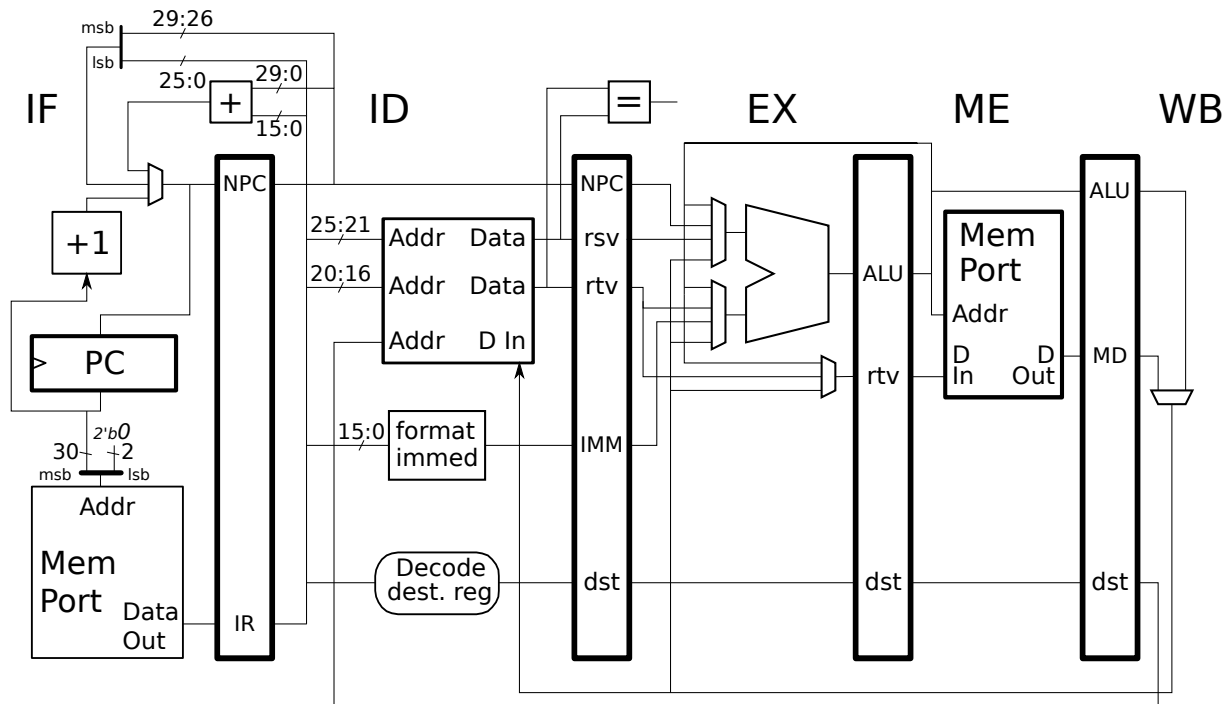 msb
29:26
lsb
25:0
29:0
15:0
+
=
IF
ID
EX
ME
WB
NPC
NPC
ALU
+1
25:21
Addr
Data
rsv
20:16
Addr
Data
rtv
Addr
D In
ALU
Mem
Port
Addr
D
In
D
Out
MD
PC
rtv
2'b0
30
2
msb
lsb
15:0
format
immed
IMM
Addr
Mem
Port
Data
Out
IR
Decode
dest. reg
dst
dst
dst